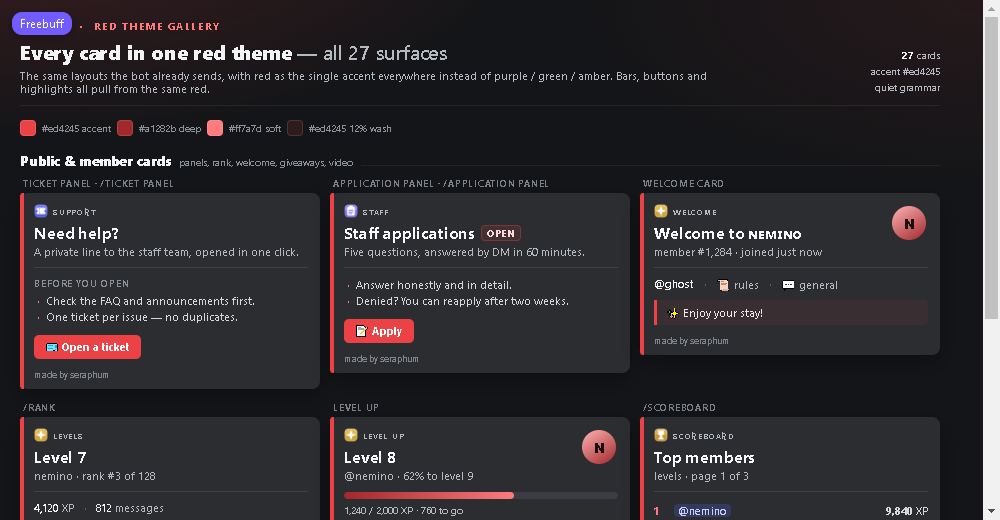 Freebuff · RED THEME GALLERY
Every card in one red theme — all 27 surfaces
The same layouts the bot already sends, with red as the single accent everywhere instead of purple / green / amber. Bars, buttons and
highlights all pull from the same red.
27 cards
accent #ed4245
quiet grammar
#ed4245 accent #a1282b deep #ff7a7d soft #ed4245 12% wash
Public & member cards panels, rank, welcome, giveaways, video
TICKET PANEL · /TICKET PANEL
SUPPORT
Need help?
A private line to the staff team, opened in one click.
BEFORE YOU OPEN
· Check the FAQ and announcements first.
· One ticket per issue — no duplicates.
Open a ticket
made by seraphum
APPLICATION PANEL · /APPLICATION PANEL
STAFF
Staff applications OPEN
Five questions, answered by DM in 60 minutes.
· Answer honestly and in detail.
· Denied? You can reapply after two weeks.
Apply
made by seraphum
WELCOME CARD
WELCOME
N
Welcome to NEMINO
member #1,284 · joined just now
@ghost · rules · general
Enjoy your stay!
made by seraphum
/RANK
LEVELS
Level 7
nemino · rank #3 of 128
4,120 XP · 812 messages
LEVEL UP
LEVEL UP
N
Level 8
@nemino · 62% to level 9
1,240 / 2,000 XP · 760 to go
/SCOREBOARD
SCOREBOARD
Top members
levels · page 1 of 3
1 @nemino 9,840 XP